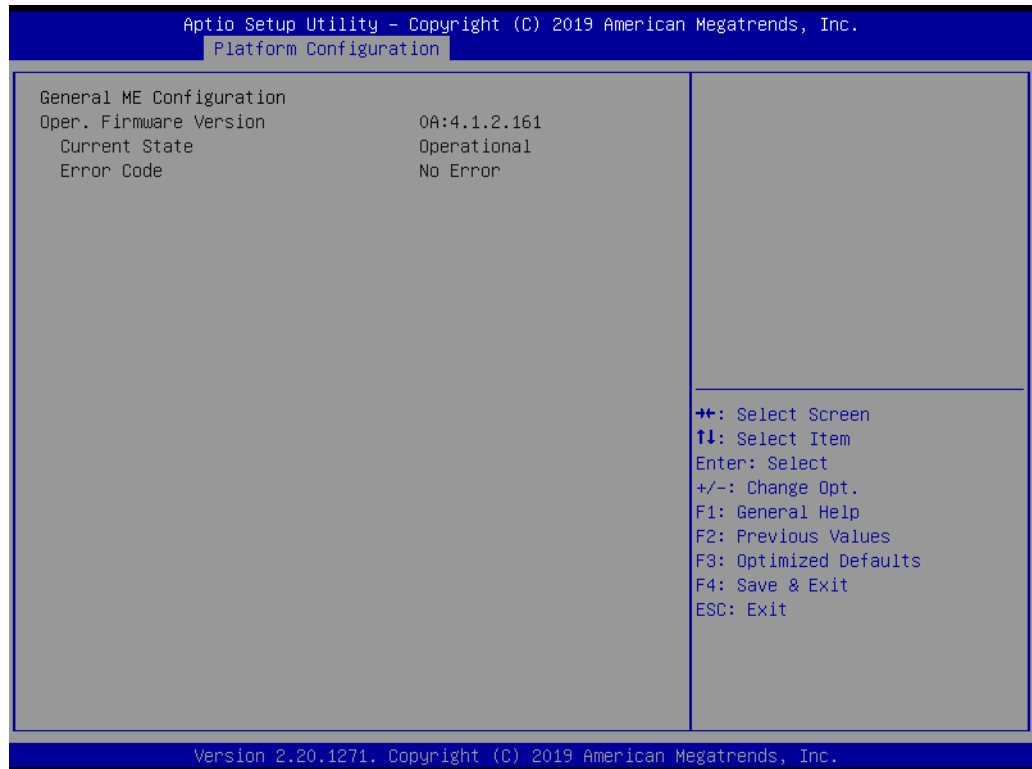 Aptio Setup Utility – Copyright (C) 2019 American Megatrends, Inc.
Platform Configuration
General ME Configuration
Oper. Firmware Version 0A:4.1.2.161
Current State Operational
Error Code No Error
→←: Select Screen
↑↓: Select Item
Enter: Select
+/-: Change Opt.
F1: General Help
F2: Previous Values
F3: Optimized Defaults
F4: Save & Exit
ESC: Exit
Version 2.20.1271. Copyright (C) 2019 American Megatrends, Inc.